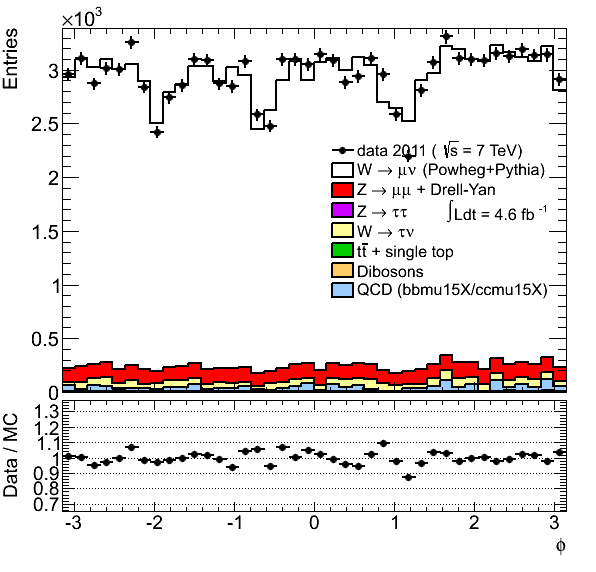 ×10³
Entries
3
2.5
2
1.5
1
0.5
0
data 2011 ( √s = 7 TeV)
W → μν (Powheg+Pythia)
Z → μμ + Drell-Yan
Z → ττ
∫Ldt = 4.6 fb⁻¹
W → τν
tt̄ + single top
Dibosons
QCD (bbmu15X/ccmu15X)
Data / MC
1.3
1.2
1.1
1
0.9
0.8
0.7
-3 -2 -1 0 1 2 3
ϕ